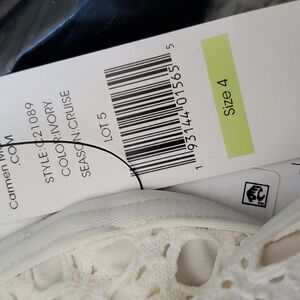 Carmen M
.COM
STYLE:C21089
COLOR:IVORY
SEASON:CRUISE
LOT 5
1 93144 01565 5
Size 4